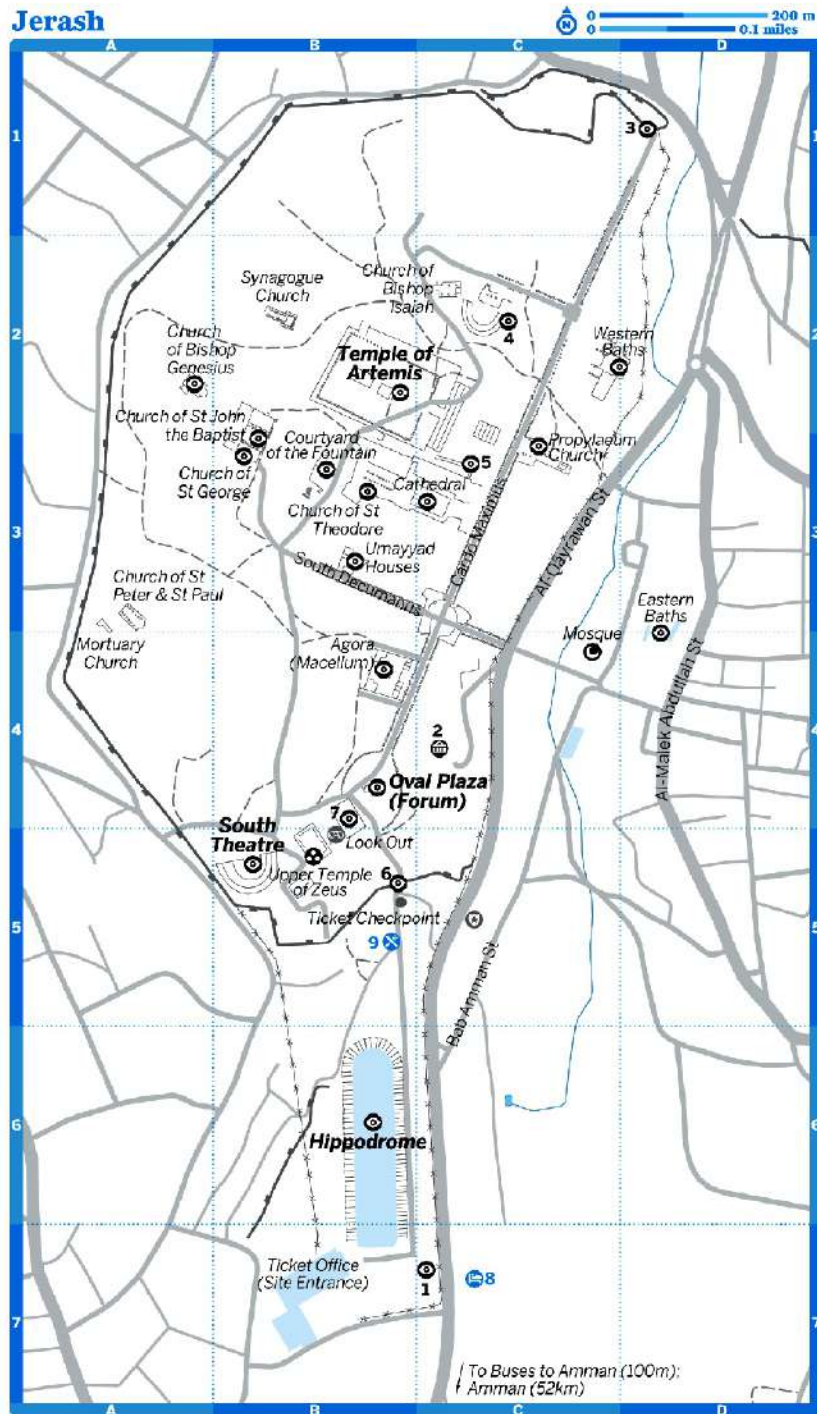 Jerash
N
0
200 m
0
0.1 miles
A
B
C
D
1
1
3
Synagogue
Church
Church of
Bishop
Isaiah
2
2
4
Church
of Bishop
Genesius
Temple of
Artemis
Western
Baths
Church of St John
the Baptist
Courtyard
of the Fountain
5
Propylaeum
Church
Church of
St George
Cathedral
Church of St
Theodore
3
3
Umayyad
Houses
South Decumanus
Cardo Maximus
Al-Qayrawan St
Church of St
Peter & St Paul
Eastern
Baths
Mortuary
Church
Agora
(Macellum)
Mosque
Al-Malek Abdullah St
4
4
2
Oval Plaza
(Forum)
7
South
Theatre
Look Out
6
Upper Temple
of Zeus
Ticket Checkpoint
5
5
9
Bab Amman St
6
6
Hippodrome
Ticket Office
(Site Entrance)
1
8
7
7
To Buses to Amman (100m);
Amman (52km)
A
B
C
D